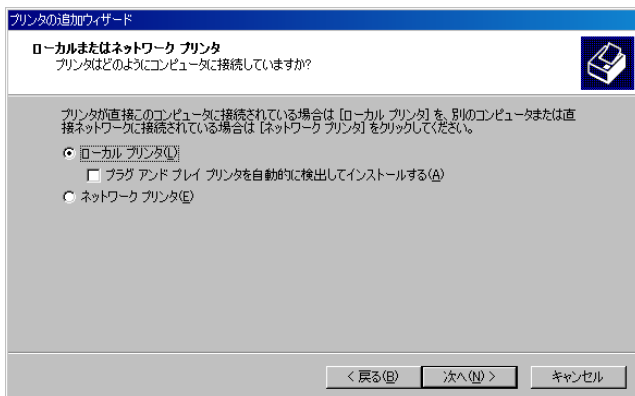 プリンタの追加ウィザード
ローカルまたはネットワーク プリンタ
プリンタはどのようにコンピュータに接続していますか?
プリンタが直接このコンピュータに接続されている場合は [ローカル プリンタ] を、別のコンピュータまたは直
接ネットワークに接続されている場合は [ネットワーク プリンタ] をクリックしてください。
ローカル プリンタ(L)
プラグ アンド プレイ プリンタを自動的に検出してインストールする(A)
ネットワーク プリンタ(E)
< 戻る(B)
次へ(N) >
キャンセル